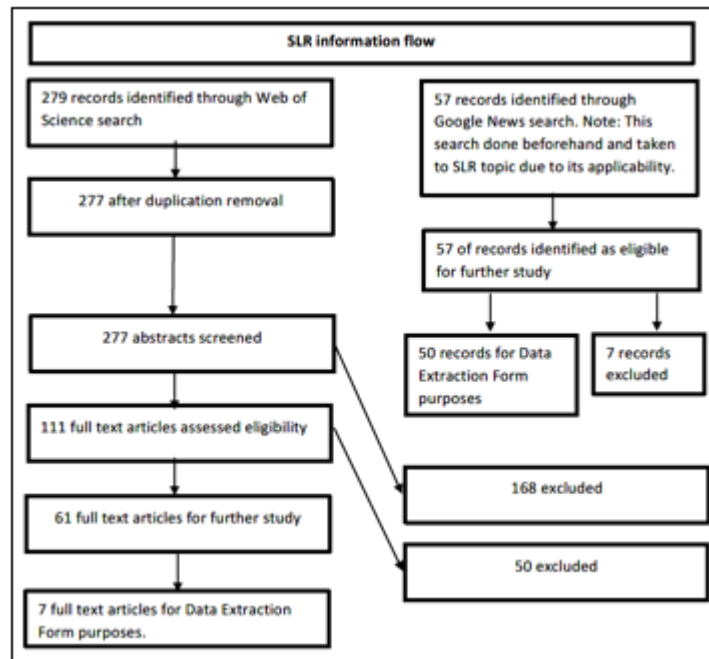 SLR information flow
279 records identified through Web of
Science search
277 after duplication removal
277 abstracts screened
111 full text articles assessed eligibility
61 full text articles for further study
7 full text articles for Data Extraction
Form purposes.
57 records identified through
Google News search. Note: This
search done beforehand and taken
to SLR topic due to its applicability.
57 of records identified as eligible
for further study
50 records for Data
Extraction Form
purposes
7 records
excluded
168 excluded
50 excluded